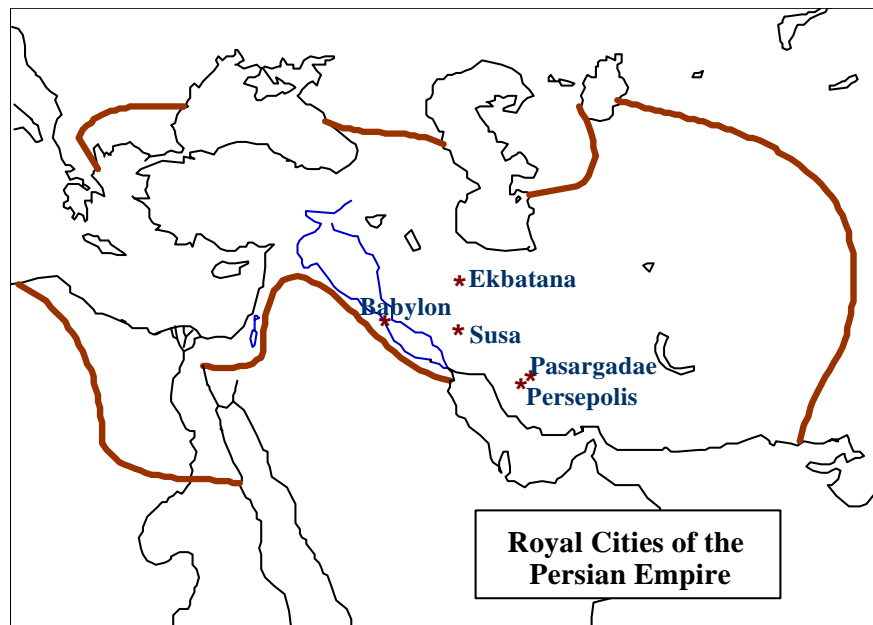 Ekbatana
Babylon
Susa
Pasargadae
Persepolis
Royal Cities of the
Persian Empire